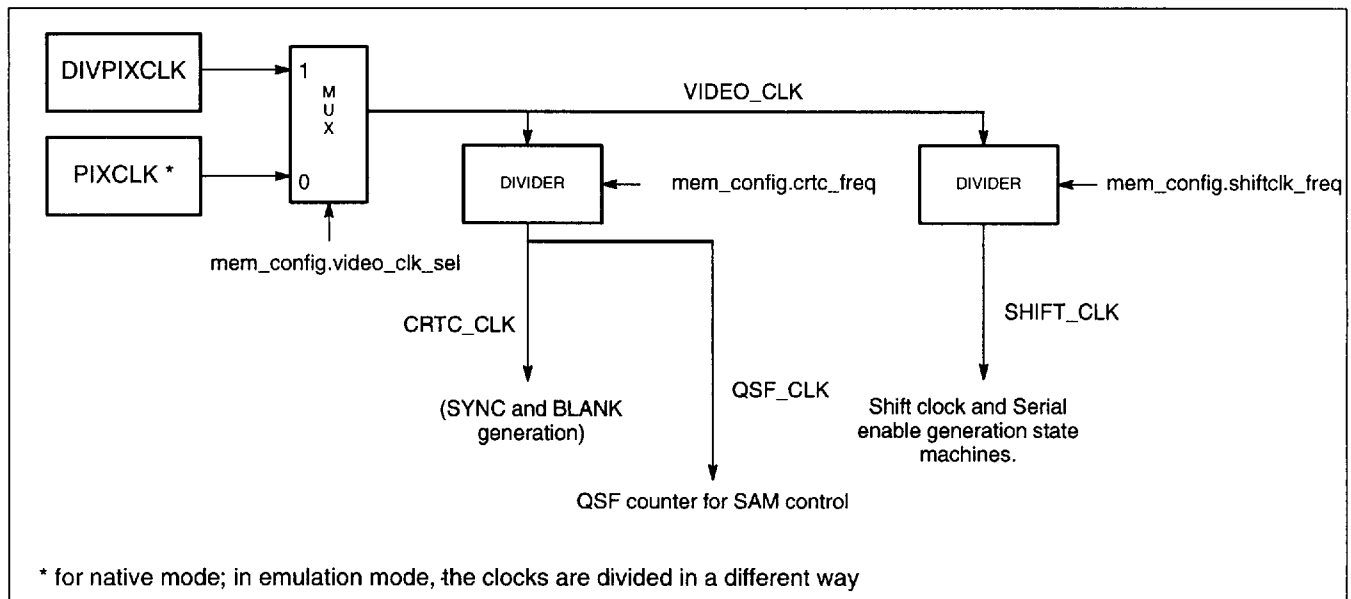 DIVPIXCLK
1
MUX
VIDEO_CLK
PIXCLK *
0
DIVIDER
mem_config.crtc_freq
DIVIDER
mem_config.shiftclk_freq
mem_config.video_clk_sel
CRTC_CLK
SHIFT_CLK
QSF_CLK
(SYNC and BLANK
generation)
Shift clock and Serial
enable generation state
machines.
QSF counter for SAM control
* for native mode; in emulation mode, the clocks are divided in a different way